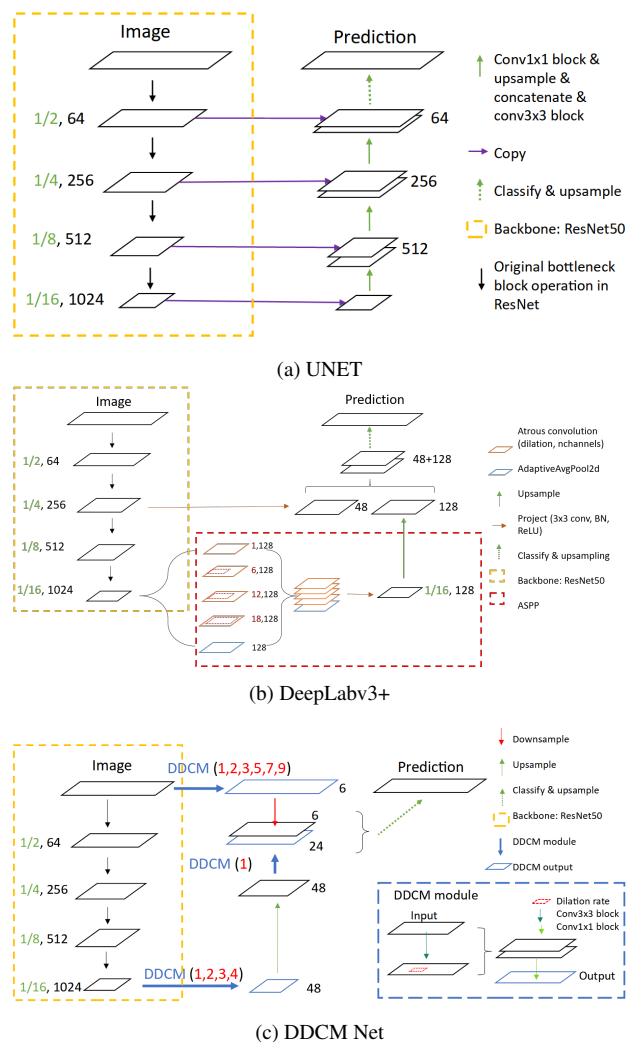 Image
Prediction
1/2, 64
64
1/4, 256
256
1/8, 512
512
1/16, 1024
Conv1x1 block &
upsample &
concatenate &
conv3x3 block
Copy
Classify & upsample
Backbone: ResNet50
Original bottleneck
block operation in
ResNet
(a) UNET
Image
Prediction
1/2, 64
48+128
1/4, 256
48
128
1/8, 512
1/16, 1024
1,128
6,128
12,128
18,128
128
1/16, 128
Atrous convolution
(dilation, nchannels)
AdaptiveAvgPool2d
Upsample
Project (3x3 conv, BN,
ReLU)
Classify & upsampling
Backbone: ResNet50
ASPP
(b) DeepLabv3+
Image
DDCM (1,2,3,5,7,9)
6
Prediction
1/2, 64
6
24
DDCM (1)
1/4, 256
48
1/8, 512
1/16, 1024
DDCM (1,2,3,4)
48
Downsample
Upsample
Classify & upsample
Backbone: ResNet50
DDCM module
DDCM output
DDCM module
Input
Dilation rate
Conv3x3 block
Conv1x1 block
Output
(c) DDCM Net